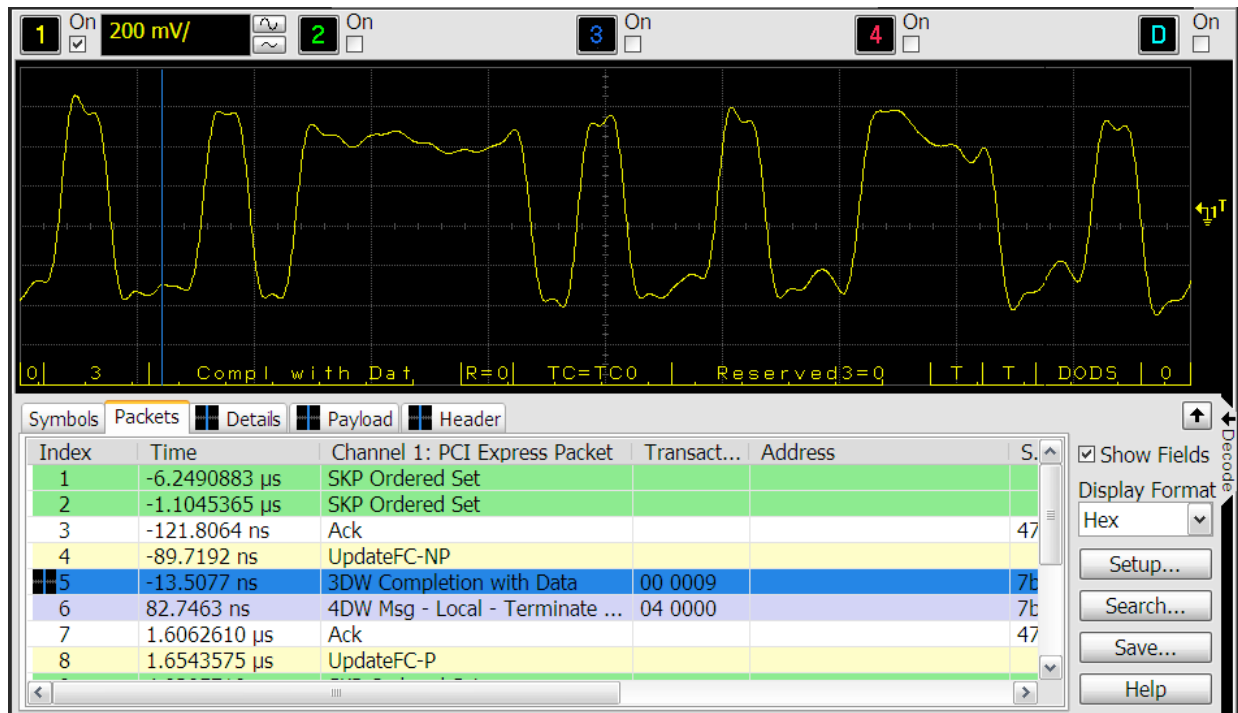 1 On 200 mV/ 2 On 3 On 4 On D On
1 T
0 3 Compl with Dat R=0 TC=TC0 Reserved3=0 T T DODS 0
Symbols Packets Details Payload Header
Index Time Channel 1: PCI Express Packet Transact... Address S.
1 -6.2490883 µs SKP Ordered Set
2 -1.1045365 µs SKP Ordered Set
3 -121.8064 ns Ack 47
4 -89.7192 ns UpdateFC-NP
5 -13.5077 ns 3DW Completion with Data 00 0009 7b
6 82.7463 ns 4DW Msg - Local - Terminate ... 04 0000 7b
7 1.6062610 µs Ack 47
8 1.6543575 µs UpdateFC-P
Decode
Show Fields
Display Format
Hex
Setup...
Search...
Save...
Help